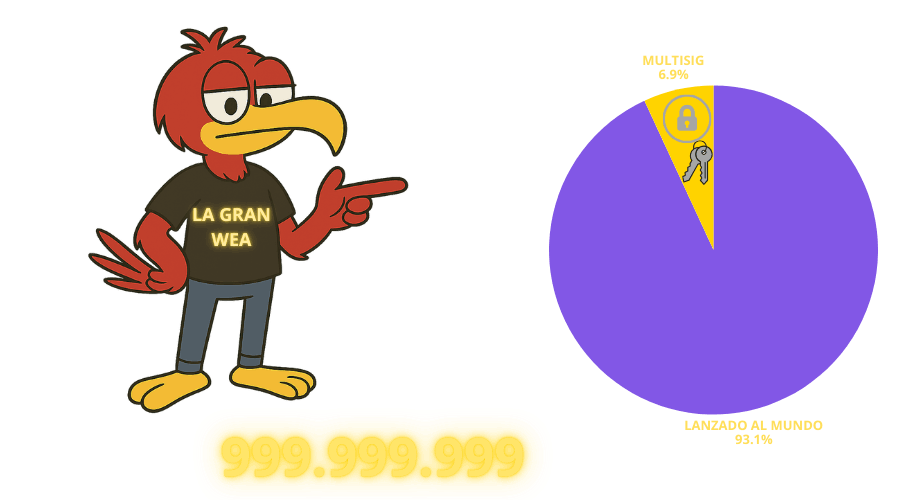 LA GRAN
WEA
MULTISIG
6.9%
LANZADO AL MUNDO
93.1%
999.999.999